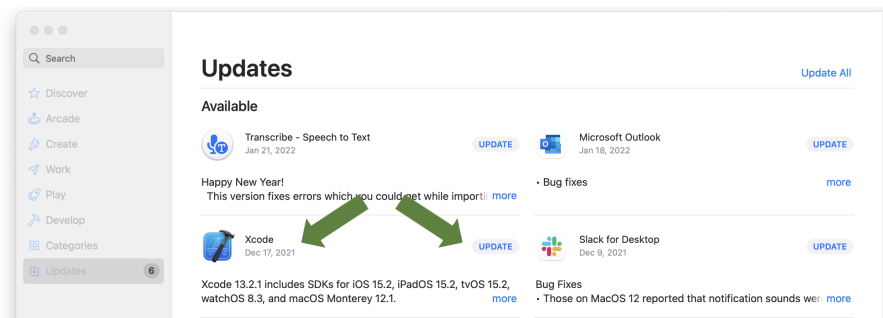 Search
Discover
Arcade
Create
Work
Play
Develop
Categories
Updates 6
Updates
Update All
Available
Transcribe - Speech to Text
Jan 21, 2022
UPDATE
Happy New Year!
This version fixes errors which you could get while importi more
Microsoft Outlook
Jan 18, 2022
UPDATE
• Bug fixes
more
Xcode
Dec 17, 2021
UPDATE
Xcode 13.2.1 includes SDKs for iOS 15.2, iPadOS 15.2, tvOS 15.2,
watchOS 8.3, and macOS Monterey 12.1. more
Slack for Desktop
Dec 9, 2021
UPDATE
Bug Fixes
• Those on MacOS 12 reported that notification sounds wer more